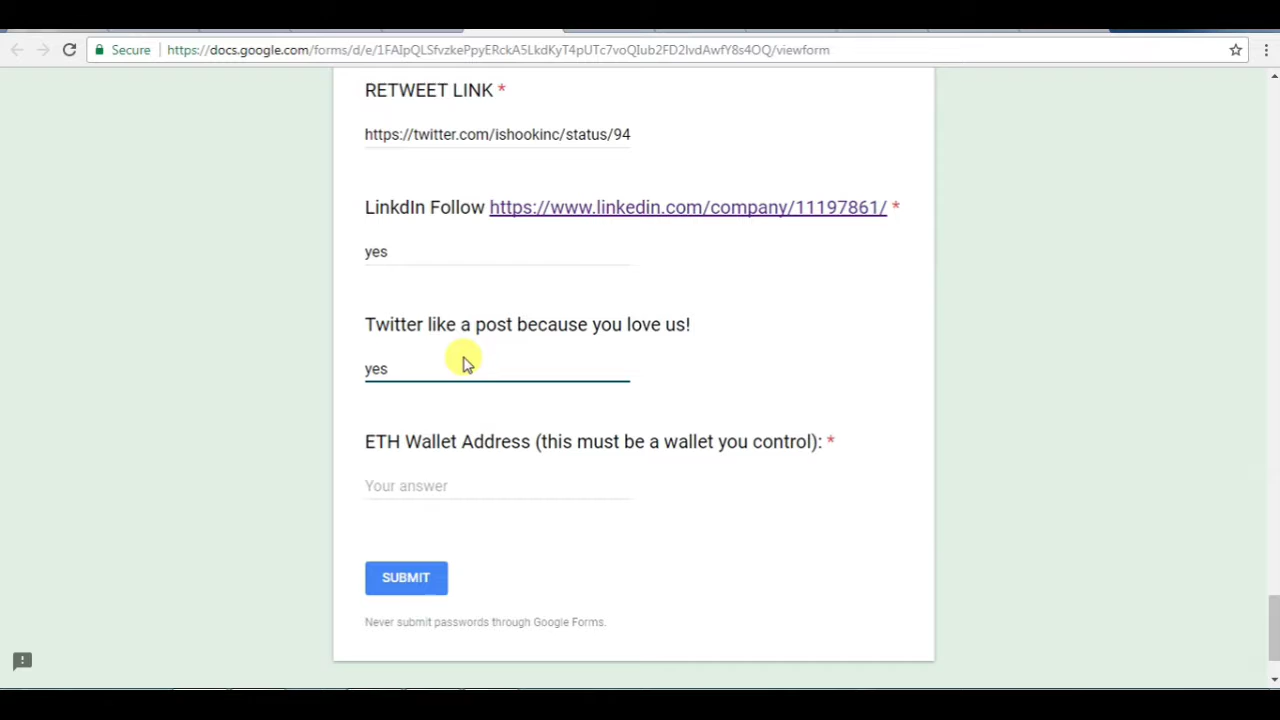 Secure
https://docs.google.com/forms/d/e/1FAIpQLSfvzkePpyERckA5LkdKyT4pUTc7voQIub2FD2lvdAwfY8s4OQ/viewform
RETWEET LINK *
https://twitter.com/ishookinc/status/94
LinkdIn Follow https://www.linkedin.com/company/11197861/ *
yes
Twitter like a post because you love us!
yes
ETH Wallet Address (this must be a wallet you control): *
Your answer
SUBMIT
Never submit passwords through Google Forms.